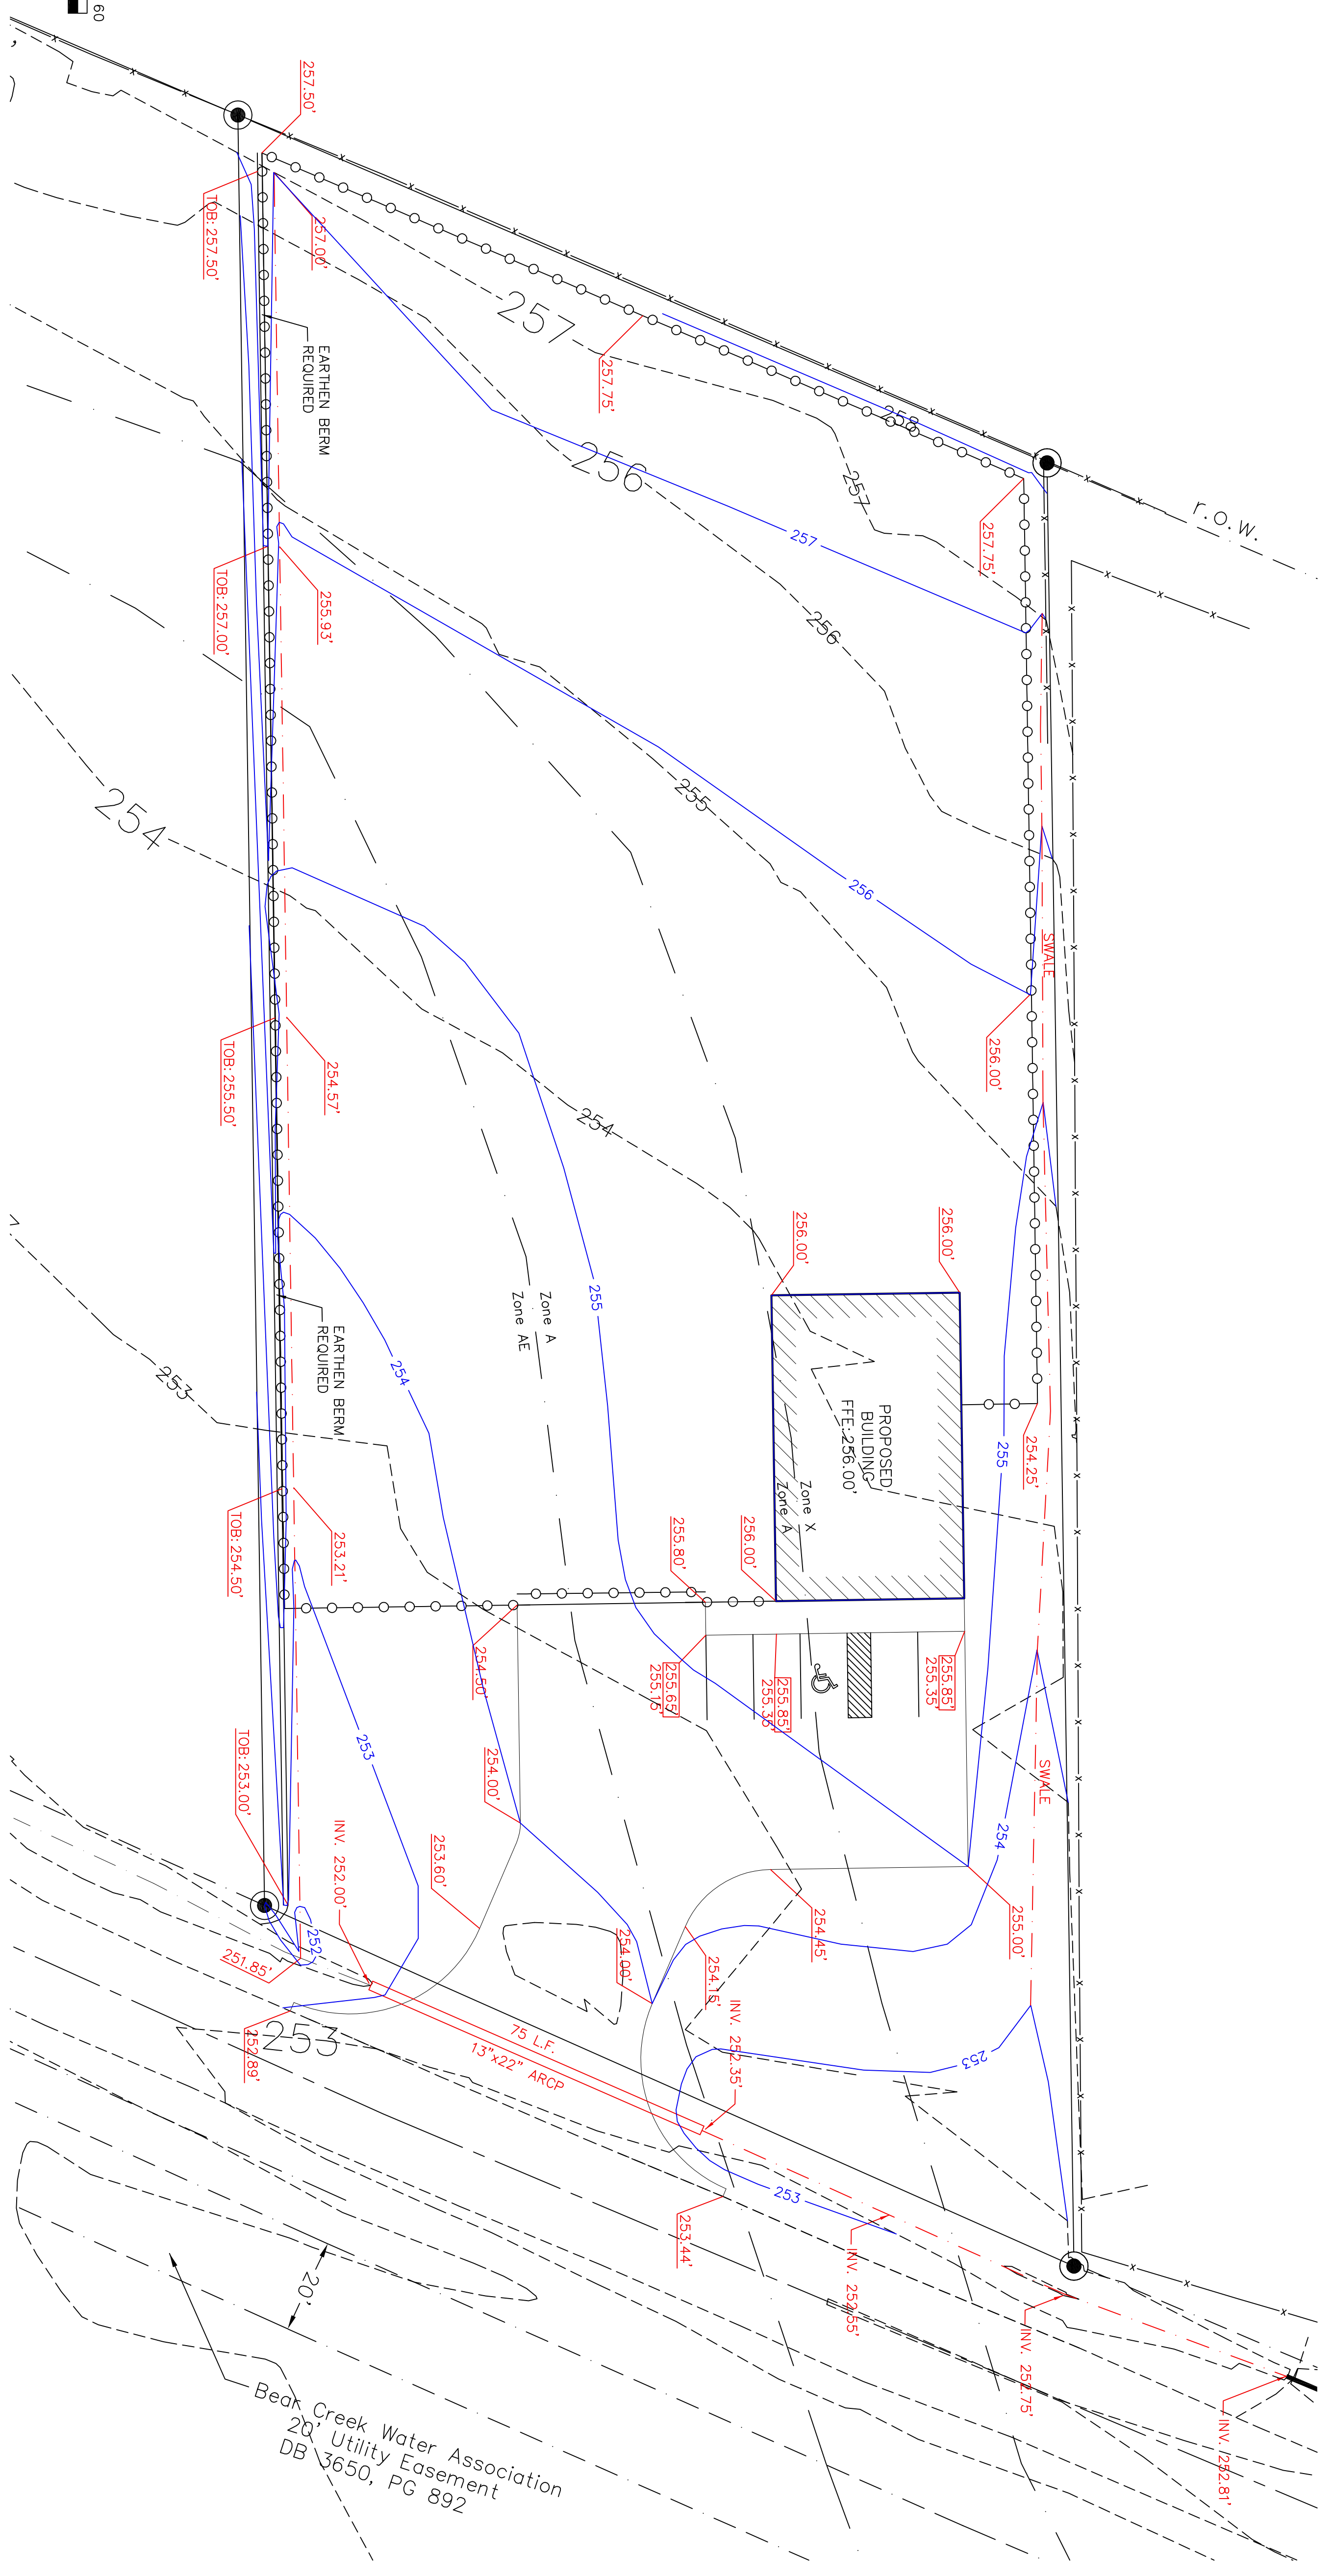 60
257.50'
TOB: 257.50'
257.00'
EARTHEN BERM
REQUIRED
257
257.75'
258
257
257.75'
r.o.w.
256
257
256
TOB: 257.00'
255.93'
255
256
SWALE
256.00'
254
TOB: 255.50'
254.57'
254
256.00'
256.00'
255
Zone A
Zone AE
EARTHEN BERM
REQUIRED
253
254
PROPOSED
BUILDING
FFE: 256.00'
Zone X
Zone A
255
254.25'
TOB: 254.50'
253.21'
255.80'
256.00'
254.50'
255.65'
255.15'
255.85'
255.35'
255.85'
255.35'
253
SWALE
TOB: 253.00'
INV. 252.00'
254.00'
253.60'
254
252
251.85'
254.00'
254.15'
254.45'
255.00'
252.89'
253
75 L.F.
13"x22" ARCP
INV. 252.35'
253
253
253.44'
INV. 252.55'
INV. 252.75'
INV. 252.81'
20'
Bear Creek Water Association
20' Utility Easement
DB 3650, PG 892